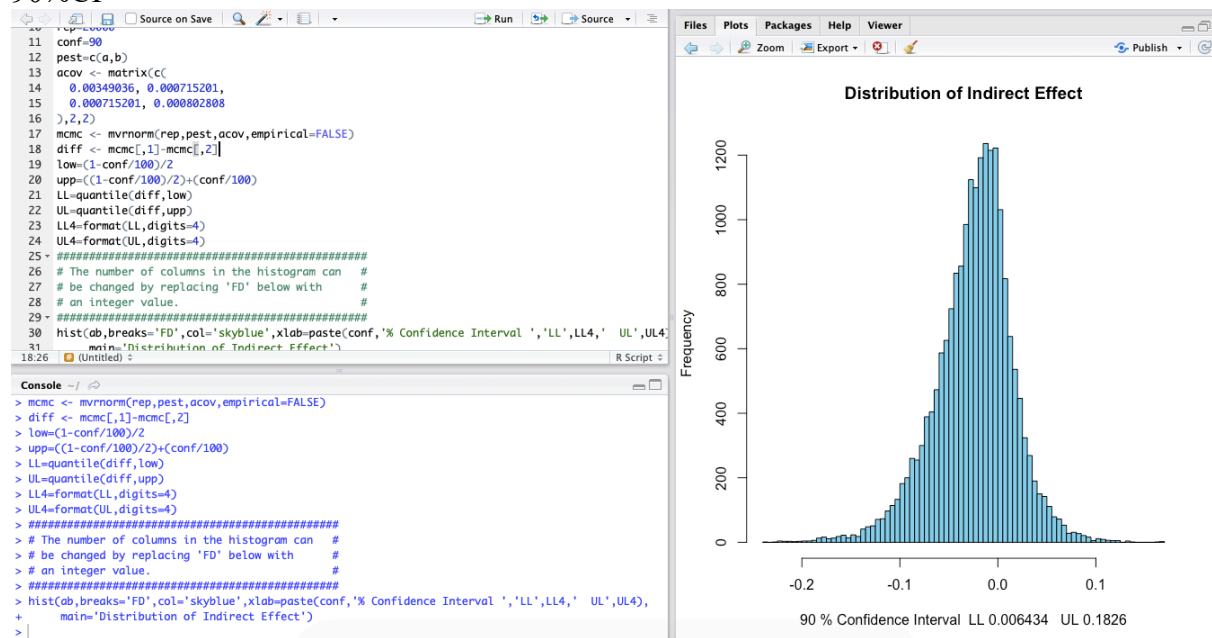 90%CI
Source on Save
Run
Source
10 rep=20000
11 conf=90
12 pest=c(a,b)
13 acov <- matrix(c(
14 0.00349036, 0.000715201,
15 0.000715201, 0.000802808
16 ),2,2)
17 mcmc <- mvrnorm(rep,pest,acov,empirical=FALSE)
18 diff <- mcmc[,1]-mcmc[,2]
19 low=(1-conf/100)/2
20 upp=((1-conf/100)/2)+(conf/100)
21 LL=quantile(diff,low)
22 UL=quantile(diff,upp)
23 LL4=format(LL,digits=4)
24 UL4=format(UL,digits=4)
25 ################################################
26 # The number of columns in the histogram can #
27 # be changed by replacing 'FD' below with #
28 # an integer value. #
29 ################################################
30 hist(ab,breaks='FD',col='skyblue',xlab=paste(conf,'% Confidence Interval ','LL',LL4,' UL',UL4)
31 main='Distribution of Indirect Effect')
18:26 (Untitled) R Script
Console ~/
> mcmc <- mvrnorm(rep,pest,acov,empirical=FALSE)
> diff <- mcmc[,1]-mcmc[,2]
> low=(1-conf/100)/2
> upp=((1-conf/100)/2)+(conf/100)
> LL=quantile(diff,low)
> UL=quantile(diff,upp)
> LL4=format(LL,digits=4)
> UL4=format(UL,digits=4)
> ################################################
> # The number of columns in the histogram can #
> # be changed by replacing 'FD' below with #
> # an integer value. #
> ################################################
> hist(ab,breaks='FD',col='skyblue',xlab=paste(conf,'% Confidence Interval ','LL',LL4,' UL',UL4),
+ main='Distribution of Indirect Effect')
>
Files Plots Packages Help Viewer
Zoom Export Publish
Distribution of Indirect Effect
Frequency
1200
1000
800
600
400
200
0
-0.2 -0.1 0.0 0.1
90 % Confidence Interval LL 0.006434 UL 0.1826